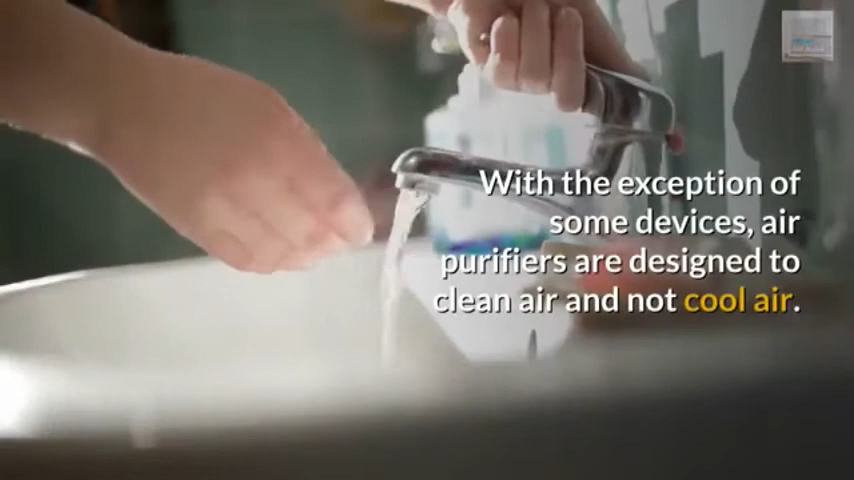 With the exception of
some devices, air
purifiers are designed to
clean air and not cool air.